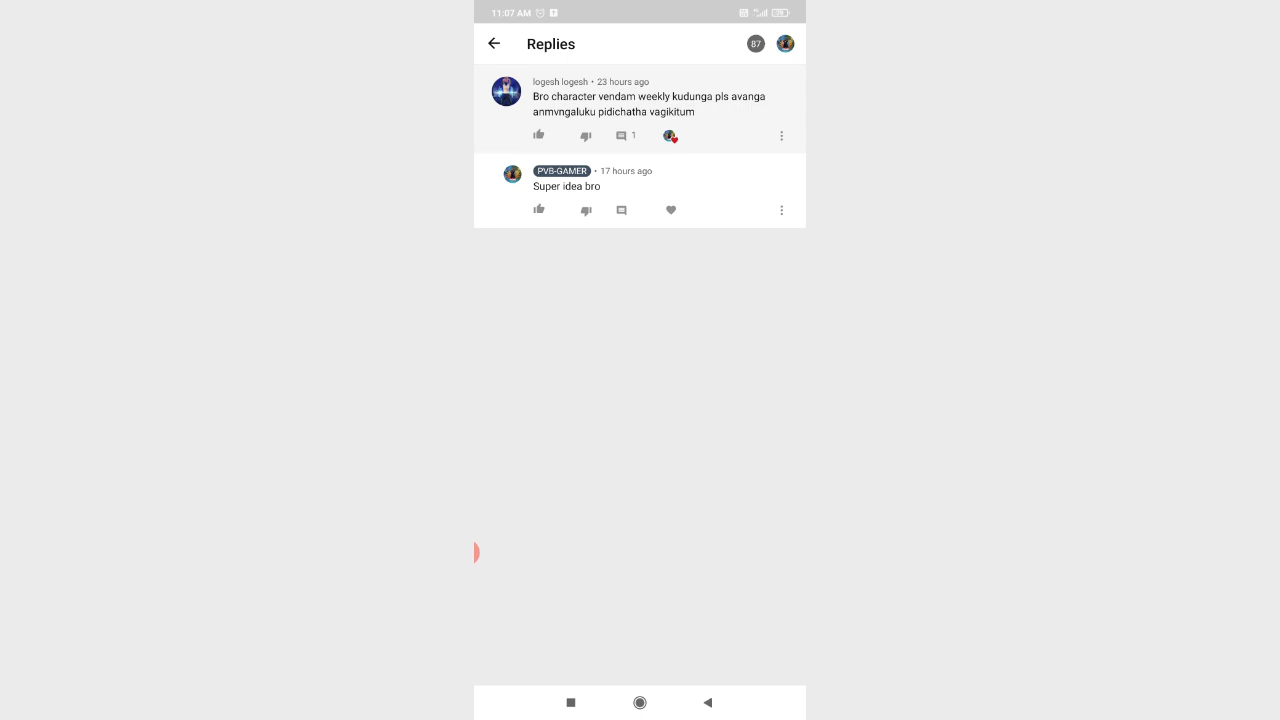 11:07 AM
Replies
87
logesh logesh • 23 hours ago
Bro character vendam weekly kudunga pls avanga
anmvngaluku pidichatha vagikitum
1
PVB-GAMER • 17 hours ago
Super idea bro